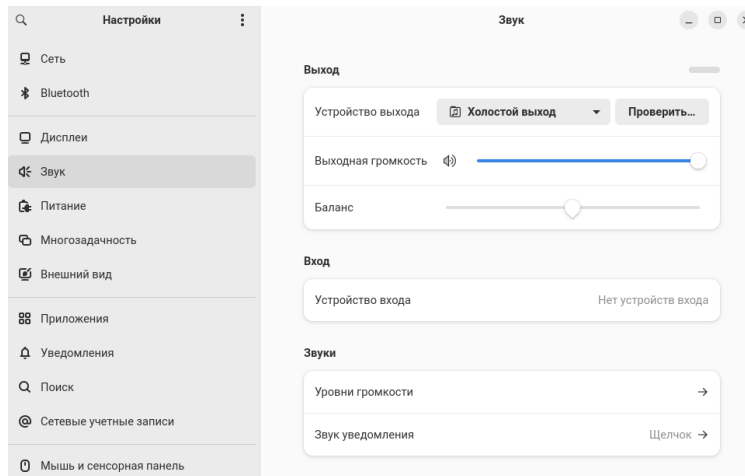 Настройки
Звук
Сеть
Bluetooth
Дисплеи
Звук
Питание
Многозадачность
Внешний вид
Приложения
Уведомления
Поиск
Сетевые учетные записи
Мышь и сенсорная панель
Выход
Устройство выхода Холостой выход Проверить...
Выходная громкость
Баланс
Вход
Устройство входа Нет устройств входа
Звуки
Уровни громкости
Звук уведомления Щелчок